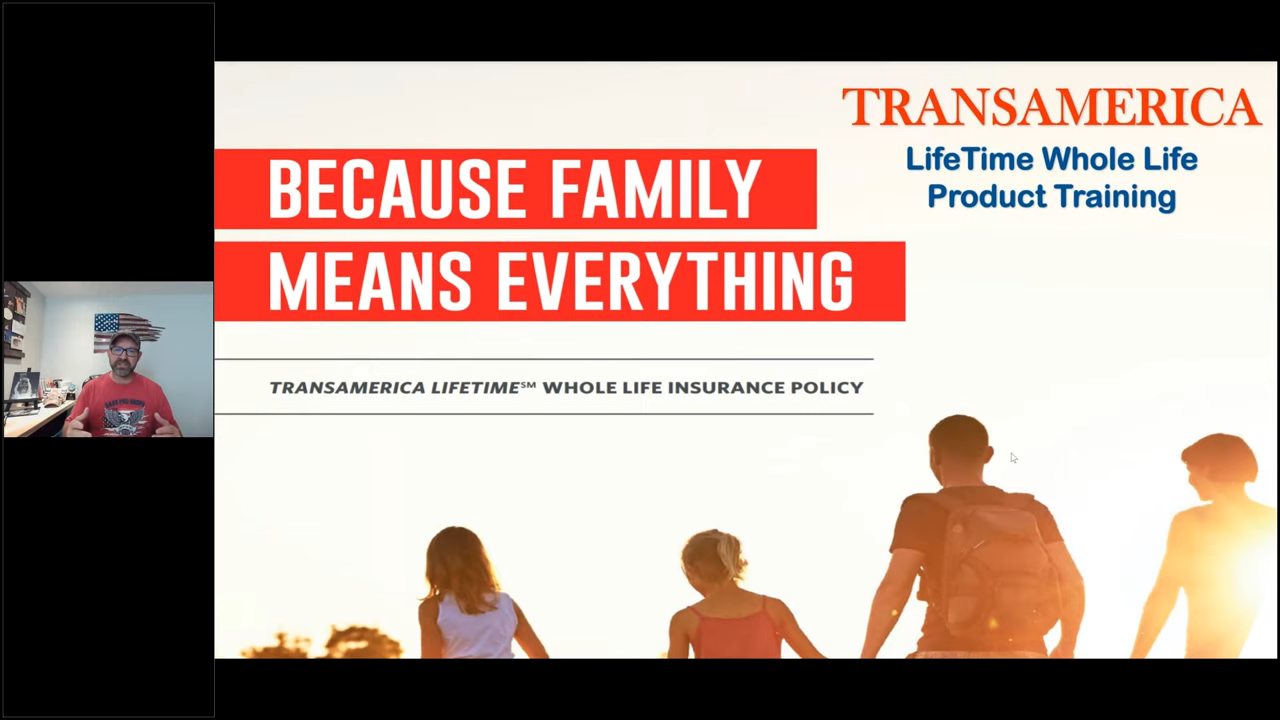 TRANSAMERICA
LifeTime Whole Life
Product Training
BECAUSE FAMILY
MEANS EVERYTHING
TRANSAMERICA LIFETIME℠ WHOLE LIFE INSURANCE POLICY